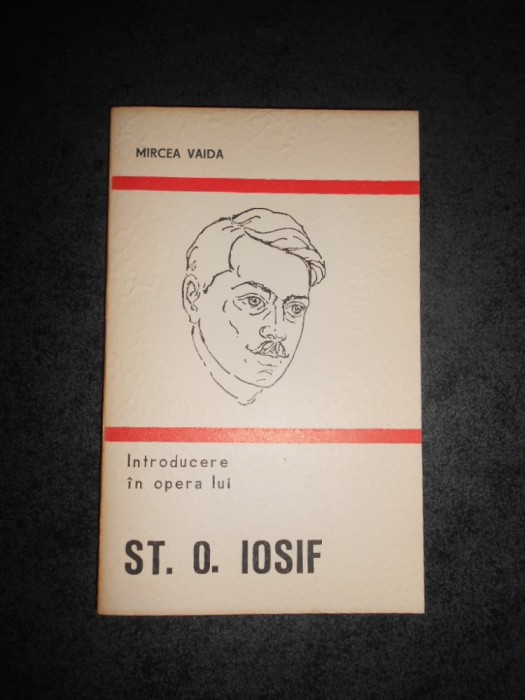 MIRCEA VAIDA
Introducere
în opera lui
ST. O. IOSIF